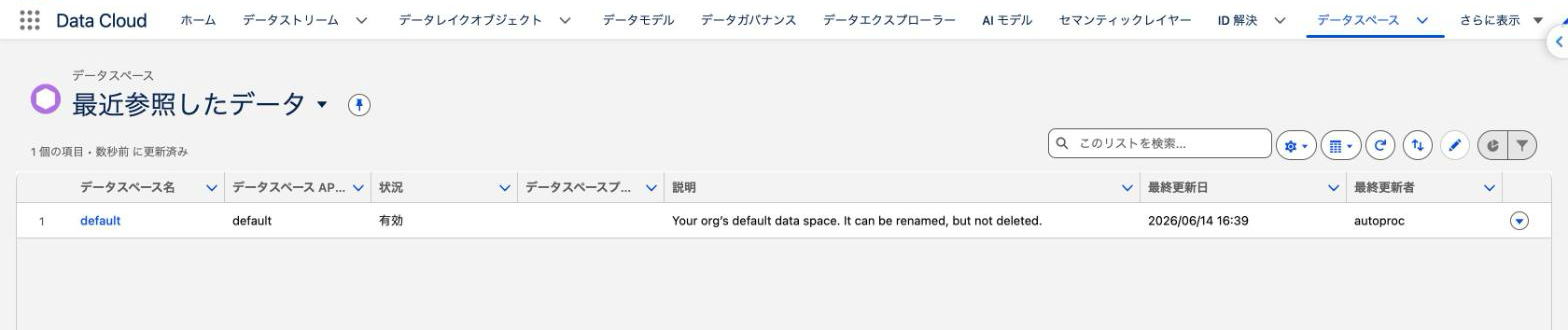 Data Cloud ホーム データストリーム データレイクオブジェクト データモデル データガバナンス データエクスプローラー AI モデル セマンティックレイヤー ID 解決 データスペース さらに表示
データスペース
最近参照したデータ
1 個の項目・数秒前 に更新済み
このリストを検索...
データスペース名 データスペース AP... 状況 データスペースプ... 説明 最終更新日 最終更新者
1 default default 有効 Your org's default data space. It can be renamed, but not deleted. 2026/06/14 16:39 autoproc